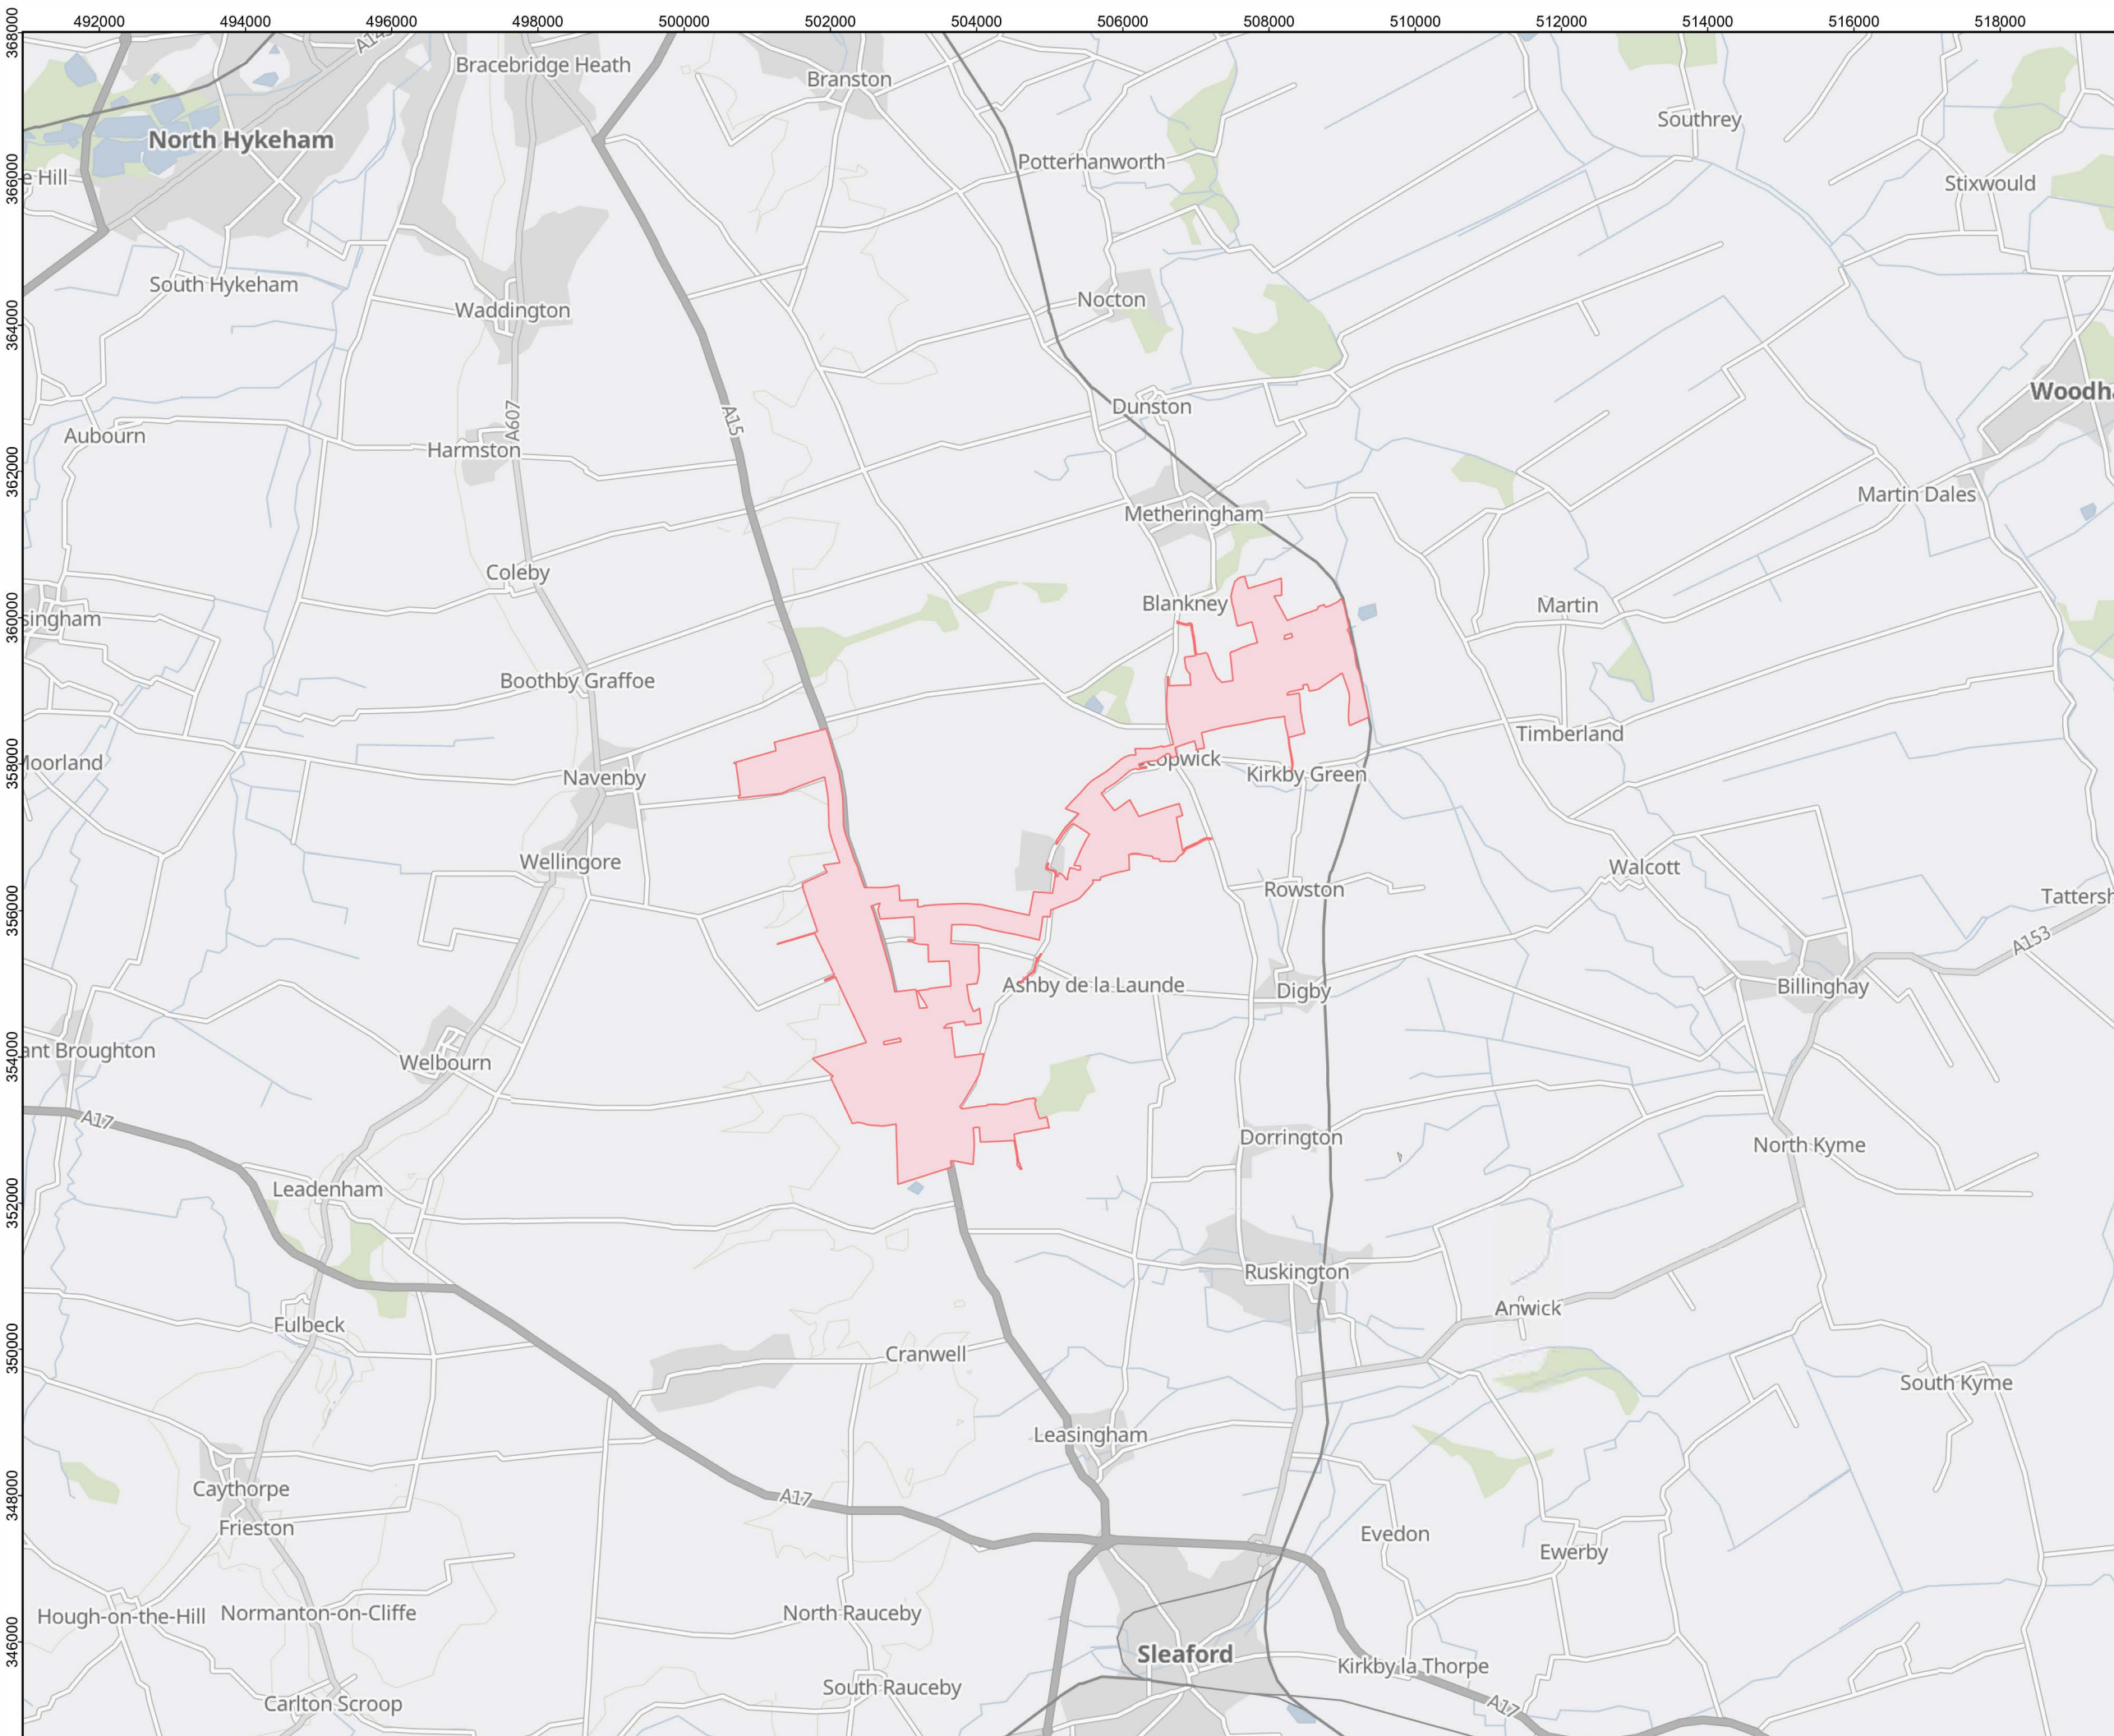 492000 494000 496000 498000 500000 502000 504000 506000 508000 510000 512000 514000 516000 518000
368000
366000
364000
362000
360000
358000
356000
354000
352000
350000
348000
346000
Bracebridge Heath
Branston
North Hykeham
Potterhanworth
Southrey
e Hill
Stixwould
South Hykeham
Waddington
Nocton
A15
A607
Dunston
Aubourn
Harmston
Metheringham
Martin Dales
Coleby
Blankney
Martin
singham
Boothby Graffoe
Timberland
Moorland
Navenby
Kirkby Green
Wellingore
Walcott
Rowston
Tattersh
A153
Ashby de la Launde
Digby
Billinghay
ant Broughton
Welbourn
A17
Dorrington
North Kyme
Leadenham
Ruskington
Anwick
Fulbeck
Cranwell
South Kyme
Leasingham
Caythorpe
A17
Frieston
Evedon
Ewerby
Hough-on-the-Hill
Normanton-on-Cliffe
North Rauceby
Sleaford
Kirkby la Thorpe
South Rauceby
Carlton Scroop
A17